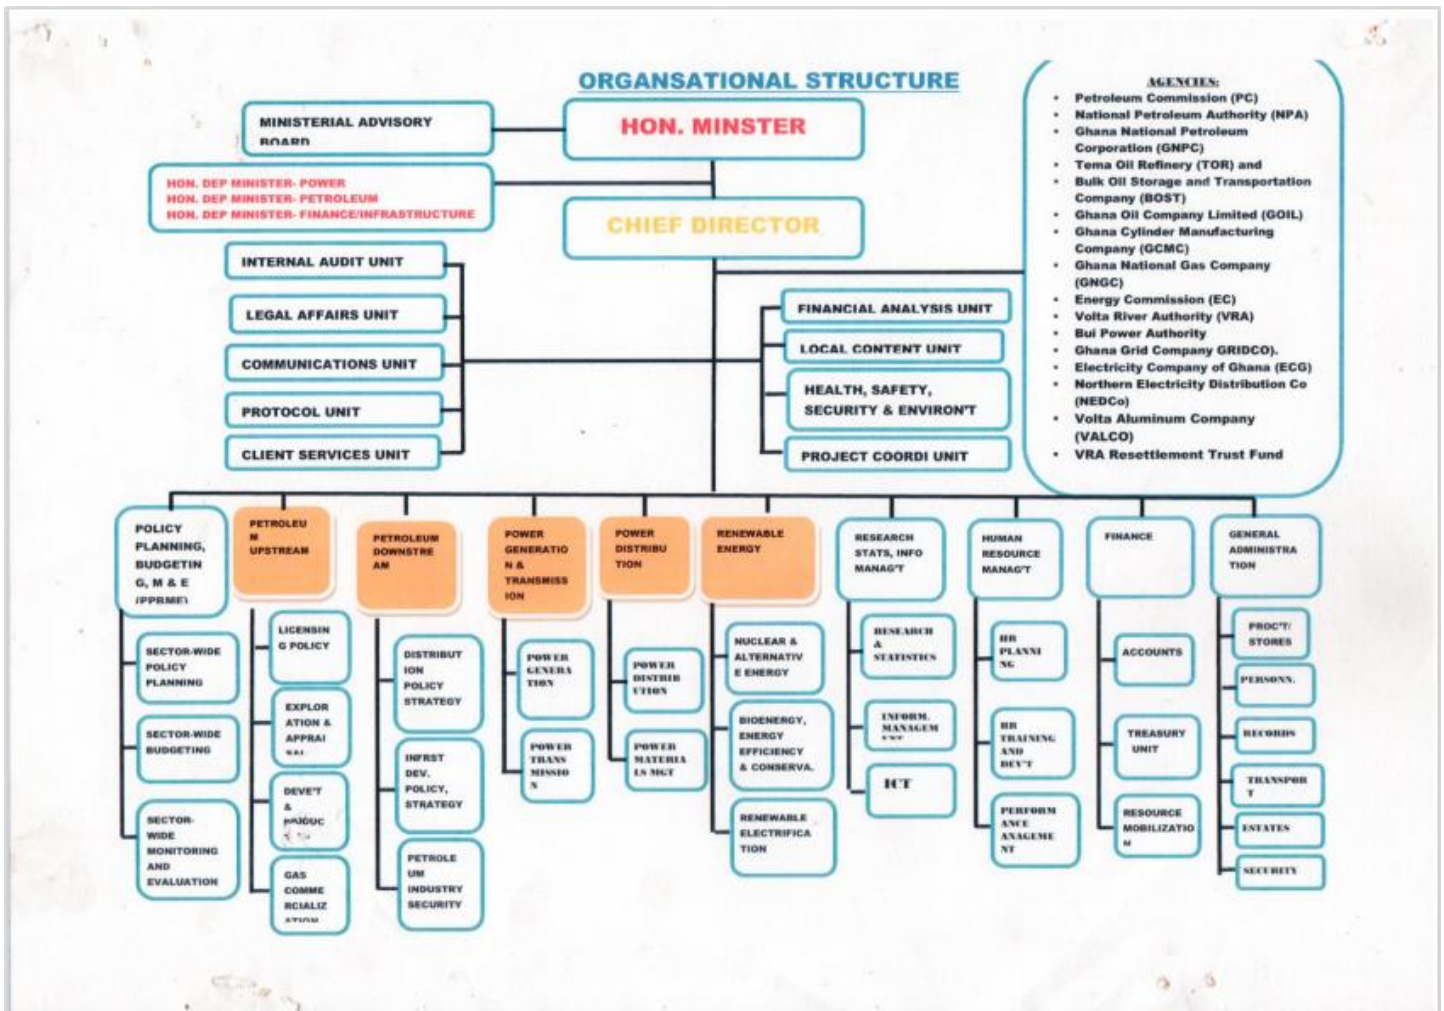 ORGANSATIONAL STRUCTURE
HON. MINSTER
MINISTERIAL ADVISORY
BOARD
HON. DEP MINISTER- POWER
HON. DEP MINISTER- PETROLEUM
HON. DEP MINISTER- FINANCE/INFRASTRUCTURE
CHIEF DIRECTOR
AGENCIES:
• Petroleum Commission (PC)
• National Petroleum Authority (NPA)
• Ghana National Petroleum
Corporation (GNPC)
• Tema Oil Refinery (TOR) and
• Bulk Oil Storage and Transportation
Company (BOST)
• Ghana Oil Company Limited (GOIL)
• Ghana Cylinder Manufacturing
Company (GCMC)
• Ghana National Gas Company
(GNGC)
• Energy Commission (EC)
• Volta River Authority (VRA)
• Bui Power Authority
• Ghana Grid Company GRIDCO).
• Electricity Company of Ghana (ECG)
• Northern Electricity Distribution Co
(NEDCo)
• Volta Aluminum Company
(VALCO)
• VRA Resettlement Trust Fund
INTERNAL AUDIT UNIT
LEGAL AFFAIRS UNIT
COMMUNICATIONS UNIT
PROTOCOL UNIT
CLIENT SERVICES UNIT
FINANCIAL ANALYSIS UNIT
LOCAL CONTENT UNIT
HEALTH, SAFETY,
SECURITY & ENVIRON'T
PROJECT COORDI UNIT
POLICY
PLANNING,
BUDGETIN
G, M & E
(PPBME)
SECTOR-WIDE
POLICY
PLANNING
SECTOR-WIDE
BUDGETING
SECTOR-
WIDE
MONITORING
AND
EVALUATION
PETROLEU
M
UPSTREAM
LICENSIN
G POLICY
EXPLOR
ATION &
APPRAI
SAL
DEVE'T
&
GAS
COMME
RCIALIZ
ATION
PETROLEUM
DOWNSTRE
AM
DISTRIBUT
ION
POLICY
STRATEGY
INFRST
DEV.
POLICY,
STRATEGY
PETROLE
UM
INDUSTRY
SECURITY
POWER
GENERATIO
N &
TRANSMISS
ION
POWER
GENERA
TION
POWER
TRANS
MISSIO
N
POWER
DISTRIBU
TION
POWER
DISTRIB
UTION
POWER
MATERIA
LS MGT
RENEWABLE
ENERGY
NUCLEAR &
ALTERNATIV
E ENERGY
BIOENERGY,
ENERGY
EFFICIENCY
& CONSERVA.
RENEWABLE
ELECTRIFICA
TION
RESEARCH
STATS, INFO
MANAG'T
RESEARCH
&
STATISTICS
INFORM.
MANAGEM
ICT
HUMAN
RESOURCE
MANAG'T
HR
PLANNI
NG
HR
TRAINING
AND
DEV'T
PERFORM
ANCE
ANAGEME
NT
FINANCE
ACCOUNTS
TREASURY
UNIT
RESOURCE
MOBILIZATIO
GENERAL
ADMINISTRA
TION
PROC'T/
STORES
PERSONN.
RECORDS
TRANSPOR
T
ESTATES
SECURITY